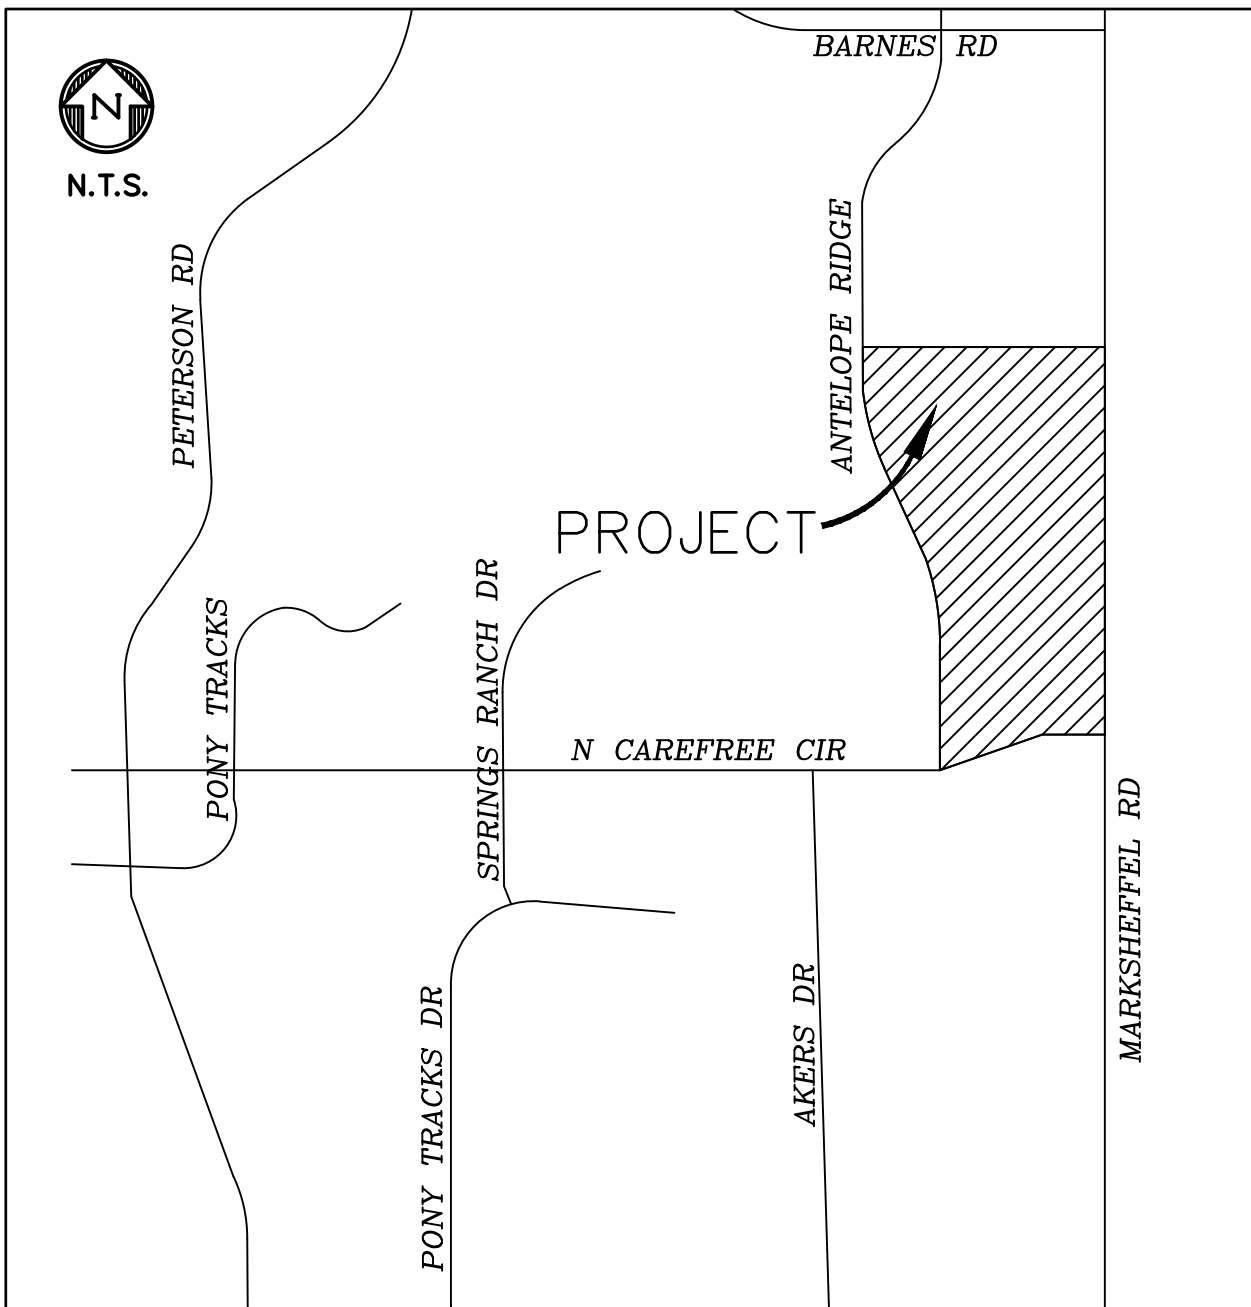 BARNES RD
N
N.T.S.
PETERSON RD
ANTELOPE RIDGE
PROJECT
SPRINGS RANCH DR
PONY TRACKS
N CAREFREE CIR
MARKSHEFFEL RD
AKERS DR
PONY TRACKS DR